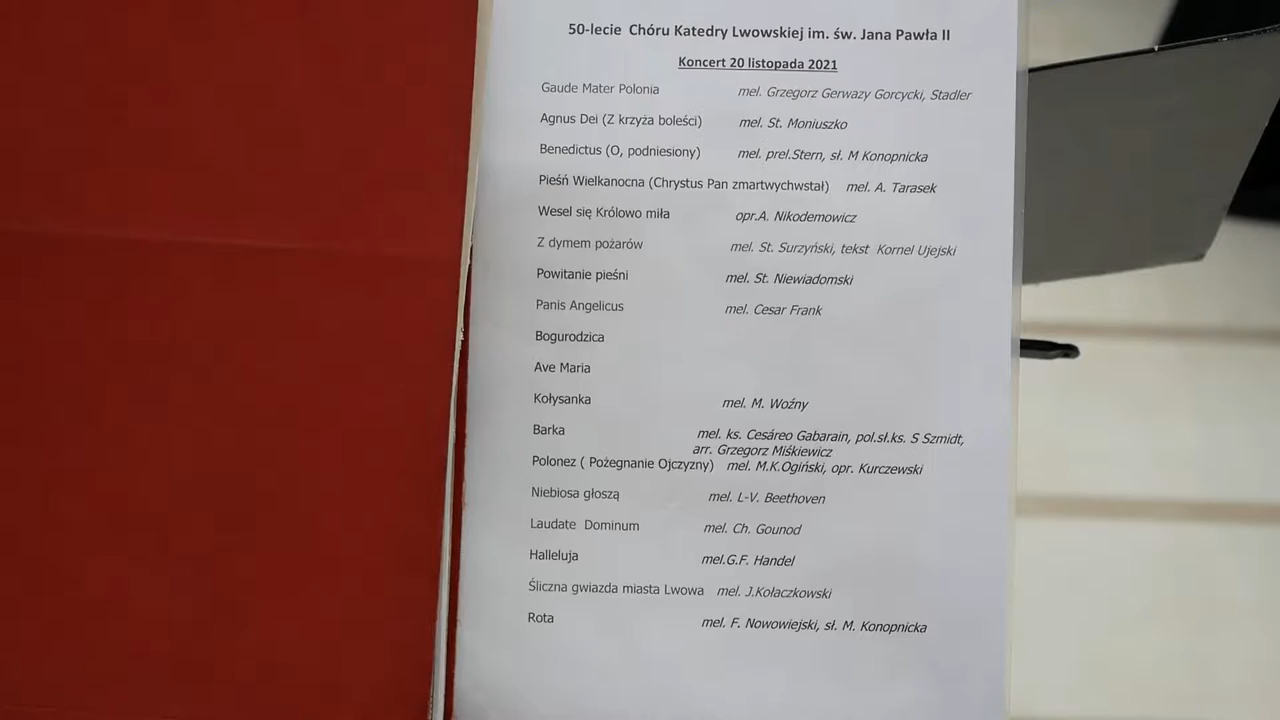 50-lecie Chóru Katedry Lwowskiej im. św. Jana Pawła II
Koncert 20 listopada 2021
Gaude Mater Polonia mel. Grzegorz Gerwazy Gorcycki, Stadler
Agnus Dei (Z krzyża boleści) mel. St. Moniuszko
Benedictus (O, podniesiony) mel. prel.Stern, sł. M Konopnicka
Pieśń Wielkanocna (Chrystus Pan zmartwychwstał) mel. A. Tarasek
Wesel się Królowo miła opr.A. Nikodemowicz
Z dymem pożarów mel. St. Surzyński, tekst Kornel Ujejski
Powitanie pieśni mel. St. Niewiadomski
Panis Angelicus mel. Cesar Frank
Bogurodzica
Ave Maria
Kołysanka mel. M. Woźny
Barka mel. ks. Cesáreo Gabarain, pol.sł.ks. S Szmidt,
arr. Grzegorz Miśkiewicz
Polonez ( Pożegnanie Ojczyzny) mel. M.K.Ogiński, opr. Kurczewski
Niebiosa głoszą mel. L-V. Beethoven
Laudate Dominum mel. Ch. Gounod
Halleluja mel.G.F. Handel
Śliczna gwiazda miasta Lwowa mel. J.Kołaczkowski
Rota mel. F. Nowowiejski, sł. M. Konopnicka